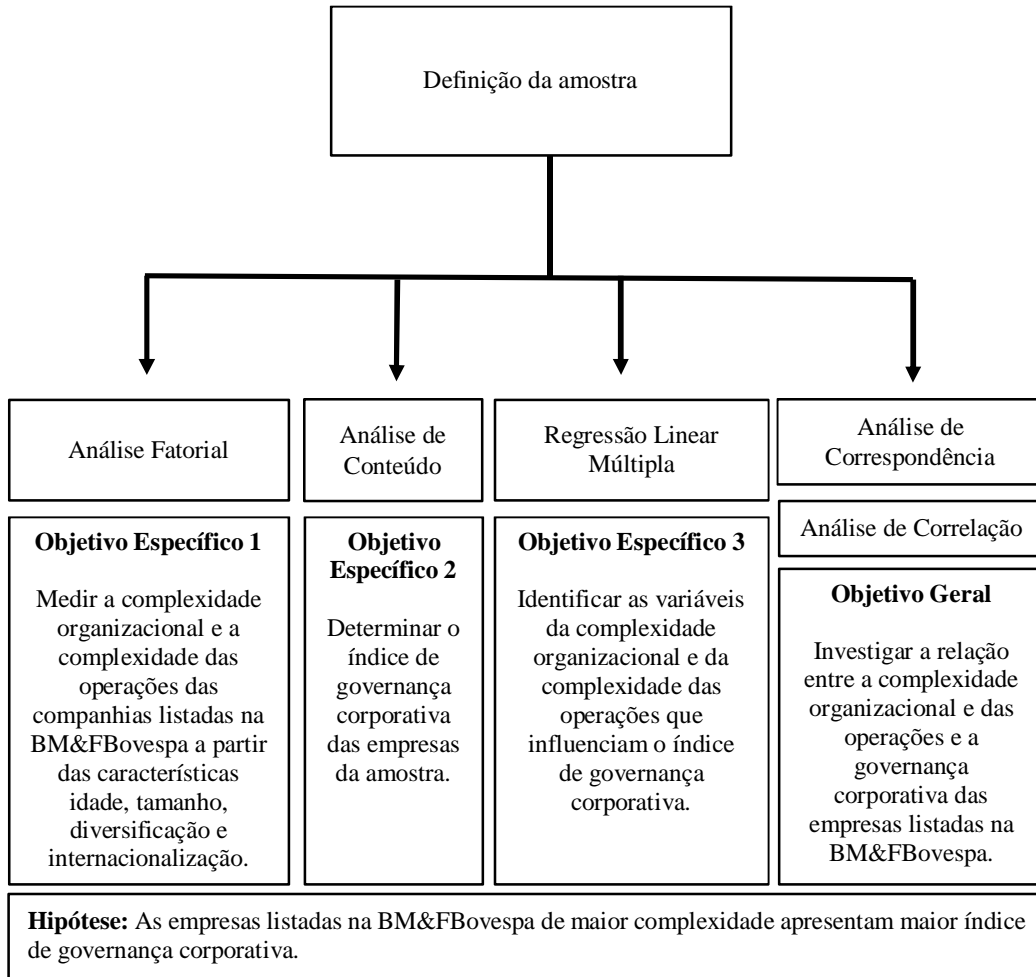 Definição da amostra
Análise Fatorial
Análise de
Conteúdo
Regressão Linear
Múltipla
Análise de
Correspondência
Análise de Correlação
Objetivo Específico 1
Medir a complexidade
organizacional e a
complexidade das
operações das
companhias listadas na
BM&FBovespa a partir
das características
idade, tamanho,
diversificação e
internacionalização.
Objetivo
Específico 2
Determinar o
índice de
governança
corporativa
das empresas
da amostra.
Objetivo Específico 3
Identificar as variáveis
da complexidade
organizacional e da
complexidade das
operações que
influenciam o índice
de governança
corporativa.
Objetivo Geral
Investigar a relação
entre a complexidade
organizacional e das
operações e a
governança
corporativa das
empresas listadas na
BM&FBovespa.
Hipótese: As empresas listadas na BM&FBovespa de maior complexidade apresentam maior índice
de governança corporativa.